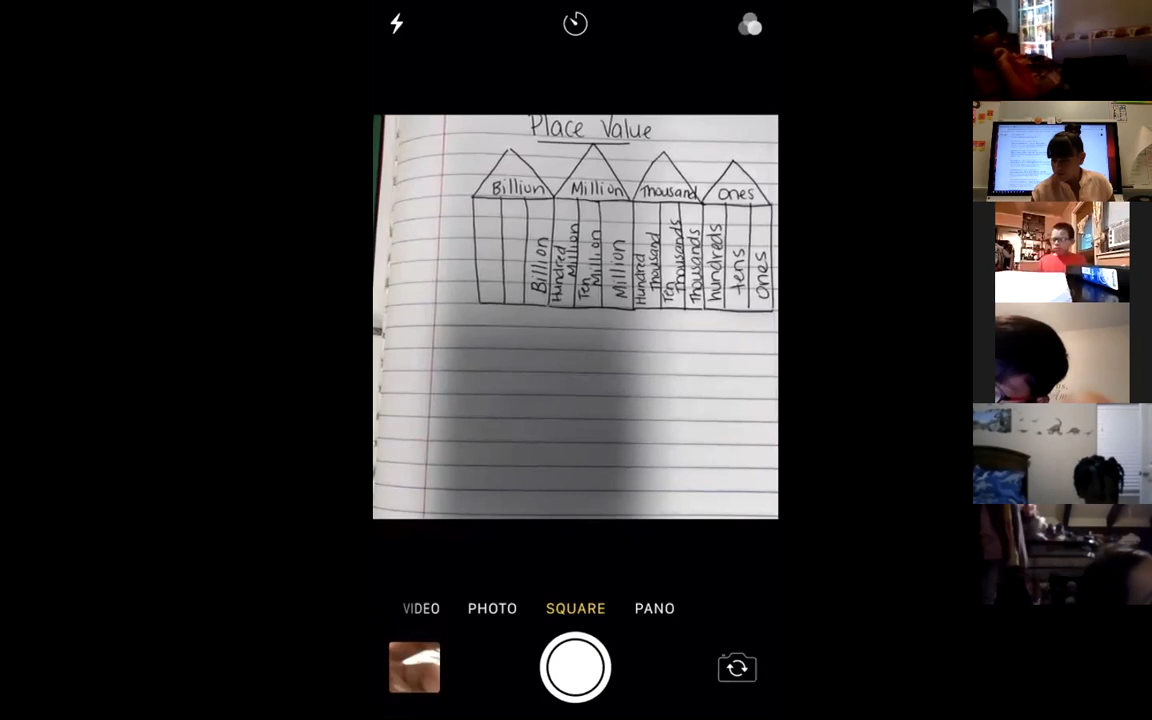 Place Value
Billion Million Thousand Ones
Billion
Hundred Million
Ten Million
Million
Hundred Thousand
Ten Thousands
Thousands
hundreds
tens
ones
VIDEO PHOTO SQUARE PANO